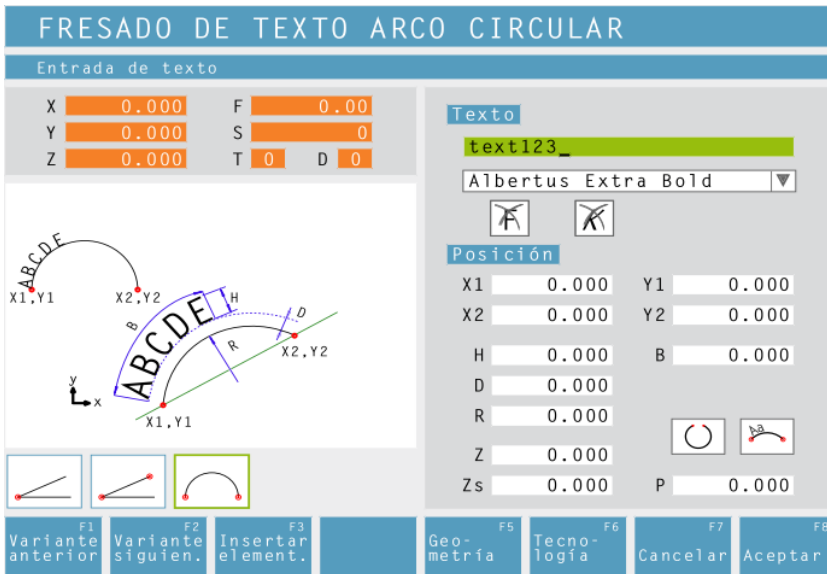 FRESADO DE TEXTO ARCO CIRCULAR
Entrada de texto
X 0.000 F 0.00
Y 0.000 S 0
Z 0.000 T 0 D 0
ABCDE
X1,Y1 X2,Y2
B
ABCDE
H
D
R
X2,Y2
X1,Y1
y
x
Texto
text123_
Albertus Extra Bold
F K
Posición
X1 0.000 Y1 0.000
X2 0.000 Y2 0.000
H 0.000 B 0.000
D 0.000
R 0.000
Aa
Z 0.000
Zs 0.000 P 0.000
F1 F2 F3 F5 F6 F7 F8
Variante Variante Insertar Geo- Tecno-
anterior siguien. element. metría logía Cancelar Aceptar